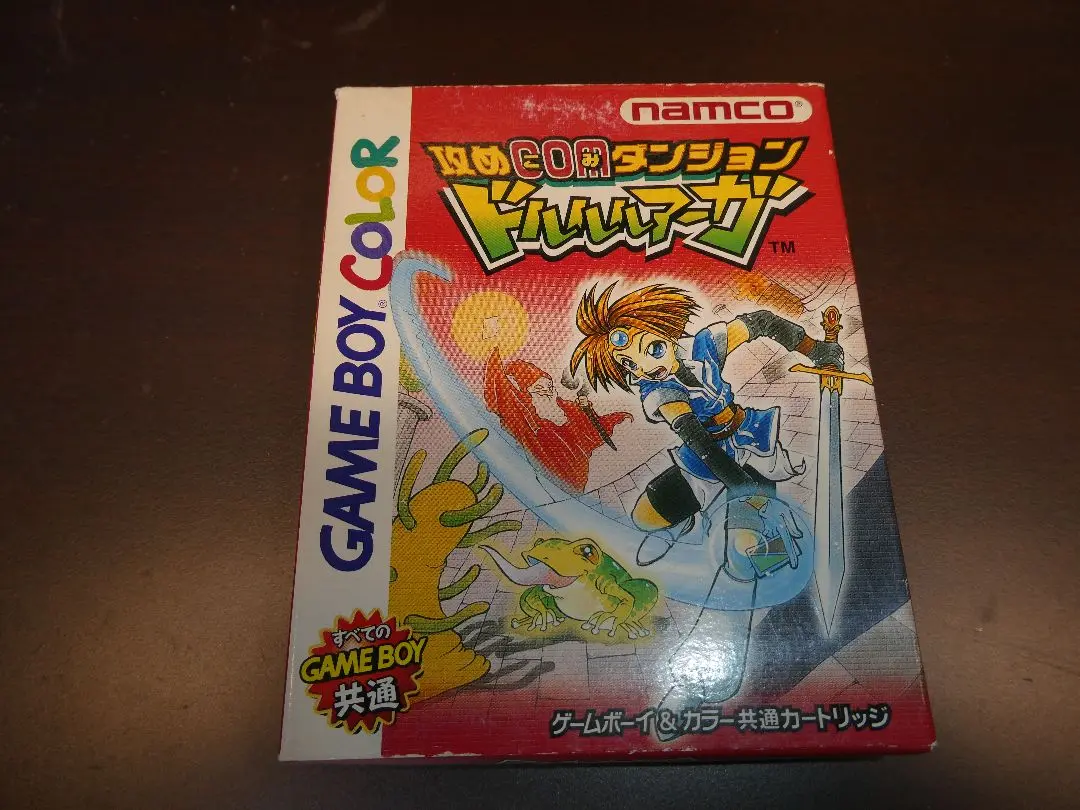 namco®
攻めCOMダンジョン
こ み
ドルルルアーガ
TM
GAME BOY® COLOR
すべての
GAME BOY
共通
ゲームボーイ&カラー共通カートリッジ